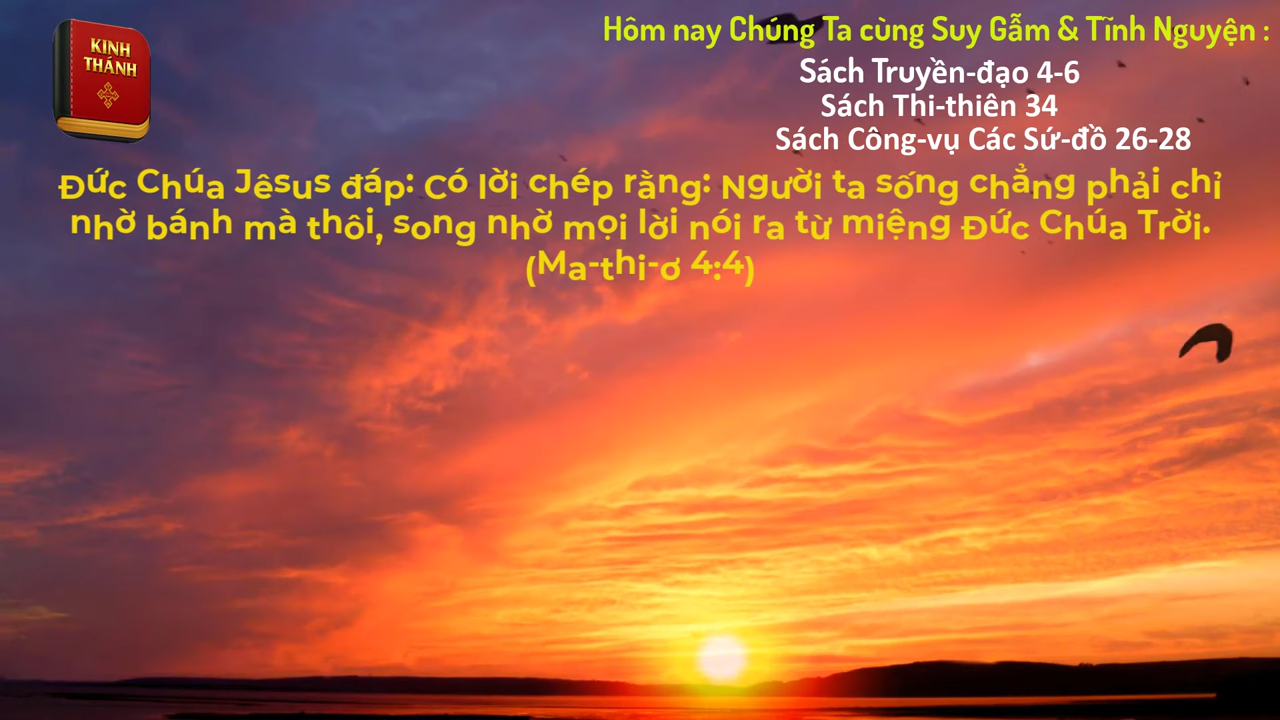 KINH
THÁNH
Hôm nay Chúng Ta cùng Suy Gẫm & Tĩnh Nguyện :
Sách Truyền-đạo 4-6
Sách Thi-thiên 34
Sách Công-vụ Các Sứ-đồ 26-28
Đức Chúa Jêsus đáp: Có lời chép rằng: Người ta sống chẳng phải chỉ
nhờ bánh mà thôi, song nhờ mọi lời nói ra từ miệng Đức Chúa Trời.
(Ma-thi-ơ 4:4)